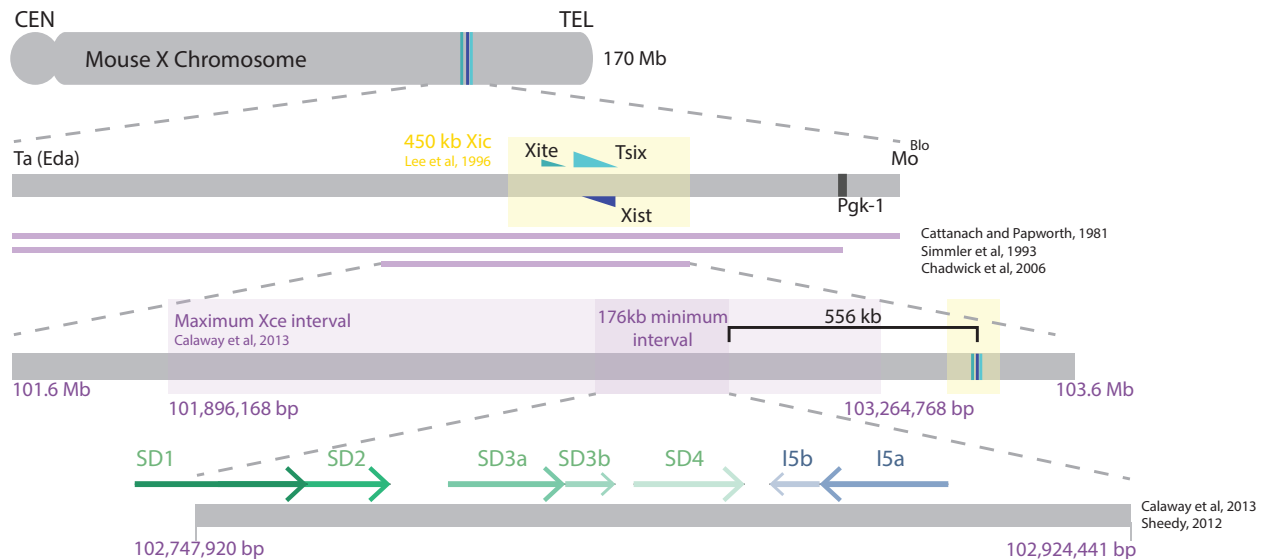 CEN
TEL
Mouse X Chromosome
170 Mb
450 kb Xic
Lee et al, 1996
Xite
Tsix
Ta (Eda)
Mo Blo
Xist
Pgk-1
Cattanach and Papworth, 1981
Simmler et al, 1993
Chadwick et al, 2006
Maximum Xce interval
Calaway et al, 2013
176kb minimum
interval
556 kb
101.6 Mb
103.6 Mb
101,896,168 bp
103,264,768 bp
SD1
SD2
SD3a
SD3b
SD4
I5b
I5a
Calaway et al, 2013
Sheedy, 2012
102,747,920 bp
102,924,441 bp